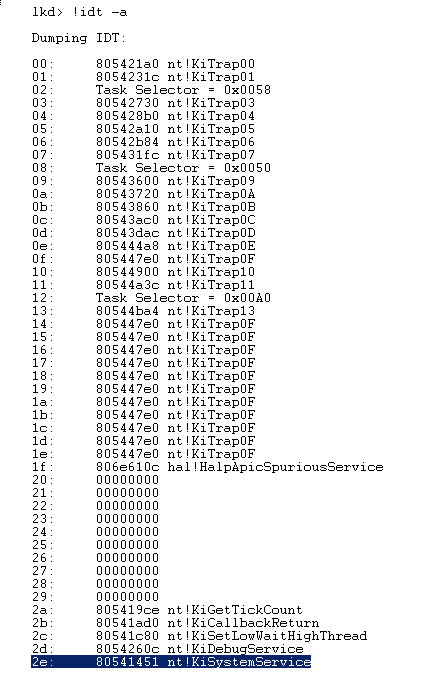 lkd> !idt -a
Dumping IDT:
00: 805421a0 nt!KiTrap00
01: 8054231c nt!KiTrap01
02: Task Selector = 0x0058
03: 80542730 nt!KiTrap03
04: 805428b0 nt!KiTrap04
05: 80542a10 nt!KiTrap05
06: 80542b84 nt!KiTrap06
07: 805431fc nt!KiTrap07
08: Task Selector = 0x0050
09: 80543600 nt!KiTrap09
0a: 80543720 nt!KiTrap0A
0b: 80543860 nt!KiTrap0B
0c: 80543ac0 nt!KiTrap0C
0d: 80543dac nt!KiTrap0D
0e: 805444a8 nt!KiTrap0E
0f: 805447e0 nt!KiTrap0F
10: 80544900 nt!KiTrap10
11: 80544a3c nt!KiTrap11
12: Task Selector = 0x00A0
13: 80544ba4 nt!KiTrap13
14: 805447e0 nt!KiTrap0F
15: 805447e0 nt!KiTrap0F
16: 805447e0 nt!KiTrap0F
17: 805447e0 nt!KiTrap0F
18: 805447e0 nt!KiTrap0F
19: 805447e0 nt!KiTrap0F
1a: 805447e0 nt!KiTrap0F
1b: 805447e0 nt!KiTrap0F
1c: 805447e0 nt!KiTrap0F
1d: 805447e0 nt!KiTrap0F
1e: 805447e0 nt!KiTrap0F
1f: 806e610c hal!HalpApicSpuriousService
20: 00000000
21: 00000000
22: 00000000
23: 00000000
24: 00000000
25: 00000000
26: 00000000
27: 00000000
28: 00000000
29: 00000000
2a: 805419ce nt!KiGetTickCount
2b: 80541ad0 nt!KiCallbackReturn
2c: 80541c80 nt!KiSetLowWaitHighThread
2d: 8054260c nt!KiDebugService
2e: 80541451 nt!KiSystemService